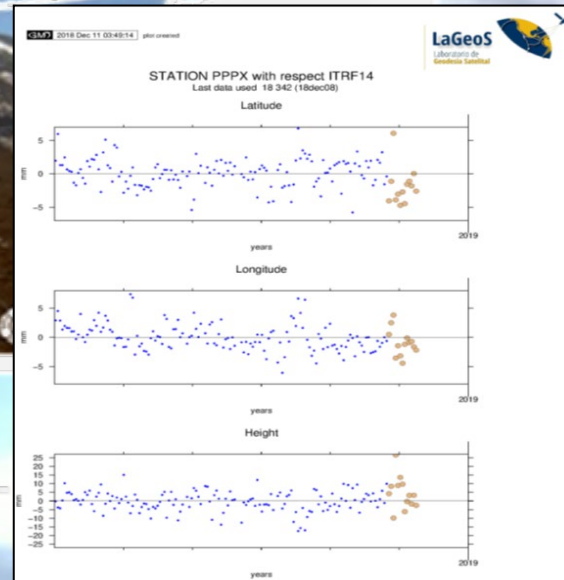 GMT 2018 Dec 11 03:49:14 plot created
LaGeoS
Laboratorio de
Geodesia Satelital
STATION PPPX with respect ITRF14
Last data used 18 342 (18dec08)
Latitude
5
0
−5
mm
2019
years
Longitude
5
0
−5
mm
2019
years
Height
25
20
15
10
5
0
−5
−10
−15
−20
−25
mm
2019
years